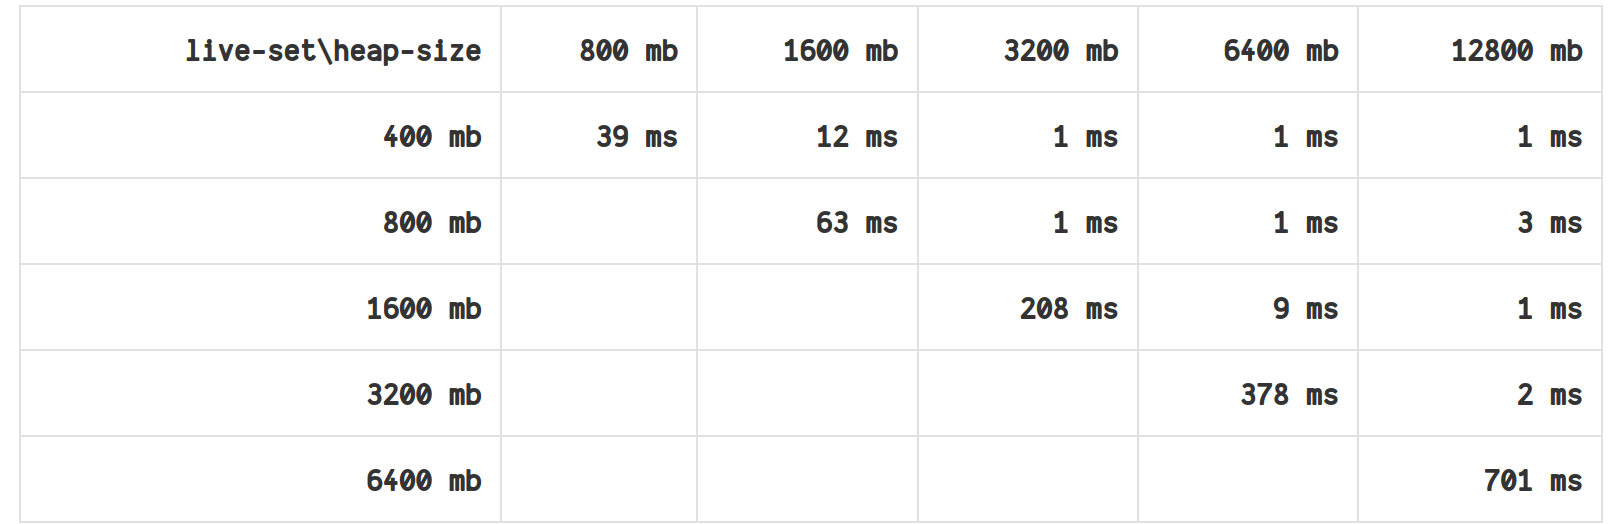 live-set\heap-size 800 mb 1600 mb 3200 mb 6400 mb 12800 mb
400 mb 39 ms 12 ms 1 ms 1 ms 1 ms
800 mb 63 ms 1 ms 1 ms 3 ms
1600 mb 208 ms 9 ms 1 ms
3200 mb 378 ms 2 ms
6400 mb 701 ms